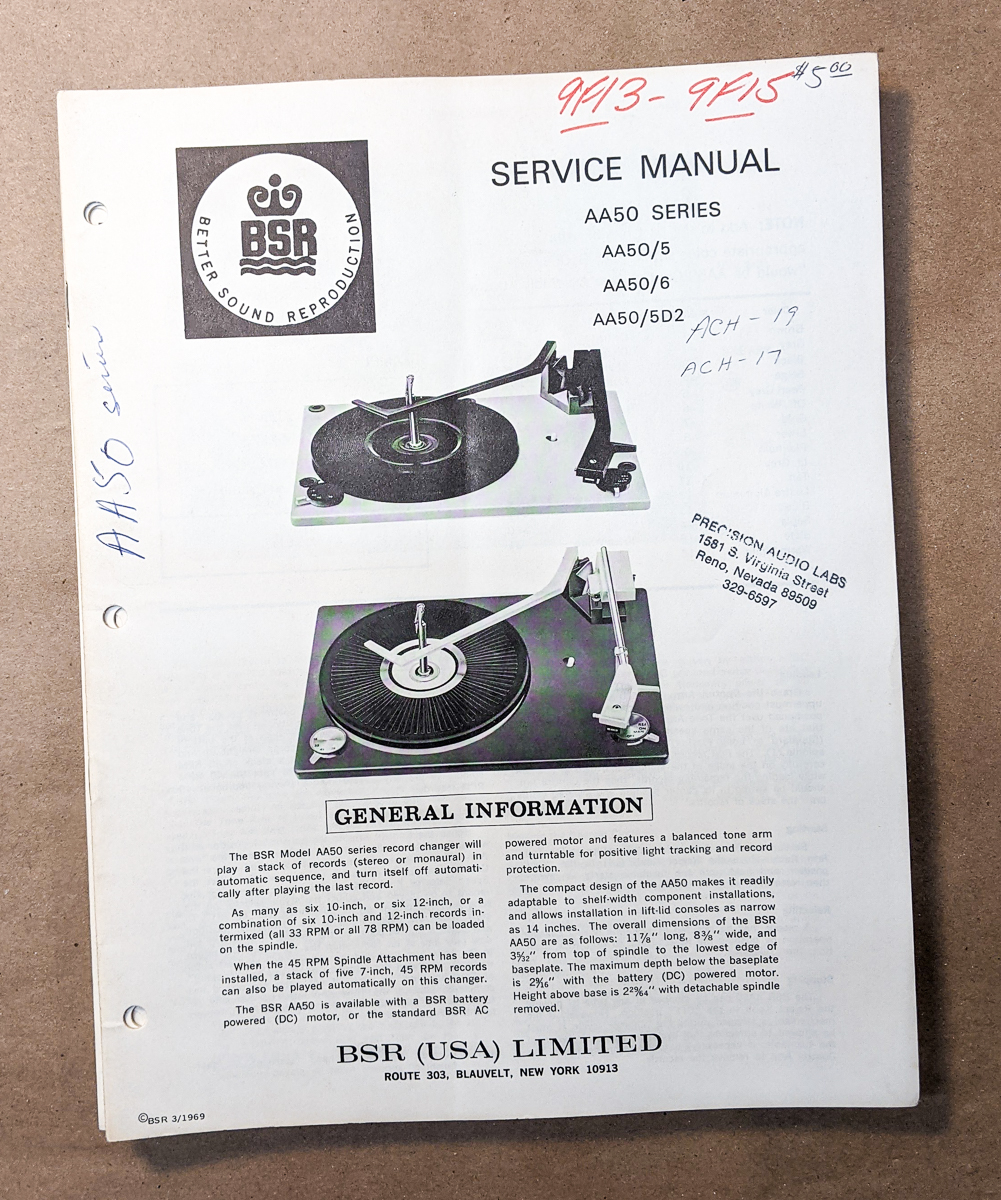 9F13 - 9F15
$5.00
BETTER SOUND REPRODUCTION
BSR
SERVICE MANUAL
AA50 SERIES
AA50/5
AA50/6
AA50/5D2
ACH - 19
ACH - 17
AA50 series
PRECISION AUDIO LABS
1581 S. Virginia Street
Reno, Nevada 89509
329-6597
GENERAL INFORMATION
The BSR Model AA50 series record changer will
play a stack of records (stereo or monaural) in
automatic sequence, and turn itself off automati-
cally after playing the last record.
As many as six 10-inch, or six 12-inch, or a
combination of six 10-inch and 12-inch records in-
termixed (all 33 RPM or all 78 RPM) can be loaded
on the spindle.
When the 45 RPM Spindle Attachment has been
installed, a stack of five 7-inch, 45 RPM records
can also be played automatically on this changer.
The BSR AA50 is available with a BSR battery
powered (DC) motor, or the standard BSR AC
powered motor and features a balanced tone arm
and turntable for positive light tracking and record
protection.
The compact design of the AA50 makes it readily
adaptable to shelf-width component installations,
and allows installation in lift-lid consoles as narrow
as 14 inches. The overall dimensions of the BSR
AA50 are as follows: 11⅞" long, 8⅜" wide, and
3⁵⁄₃₂" from top of spindle to the lowest edge of
baseplate. The maximum depth below the baseplate
is 2⁹⁄₁₆" with the battery (DC) powered motor.
Height above base is 2²⁹⁄₆₄" with detachable spindle
removed.
BSR (USA) LIMITED
ROUTE 303, BLAUVELT, NEW YORK 10913
©BSR 3/1969